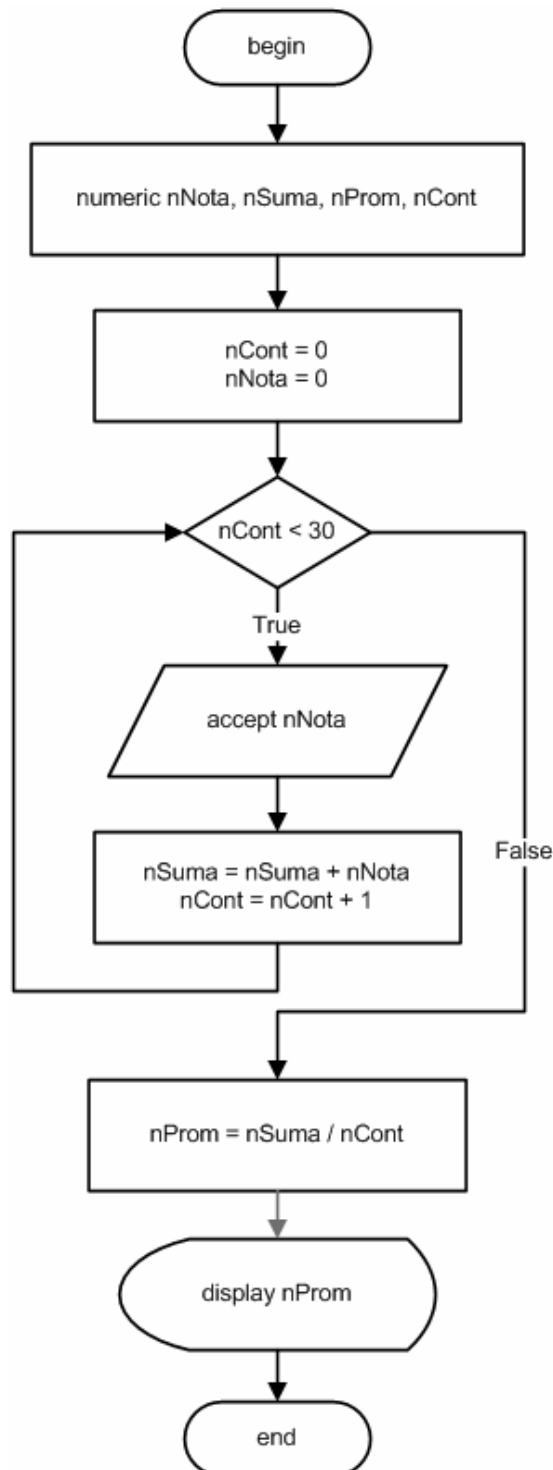 begin
numeric nNota, nSuma, nProm, nCont
nCont = 0
nNota = 0
nCont < 30
True
accept nNota
nSuma = nSuma + nNota
nCont = nCont + 1
False
nProm = nSuma / nCont
display nProm
end